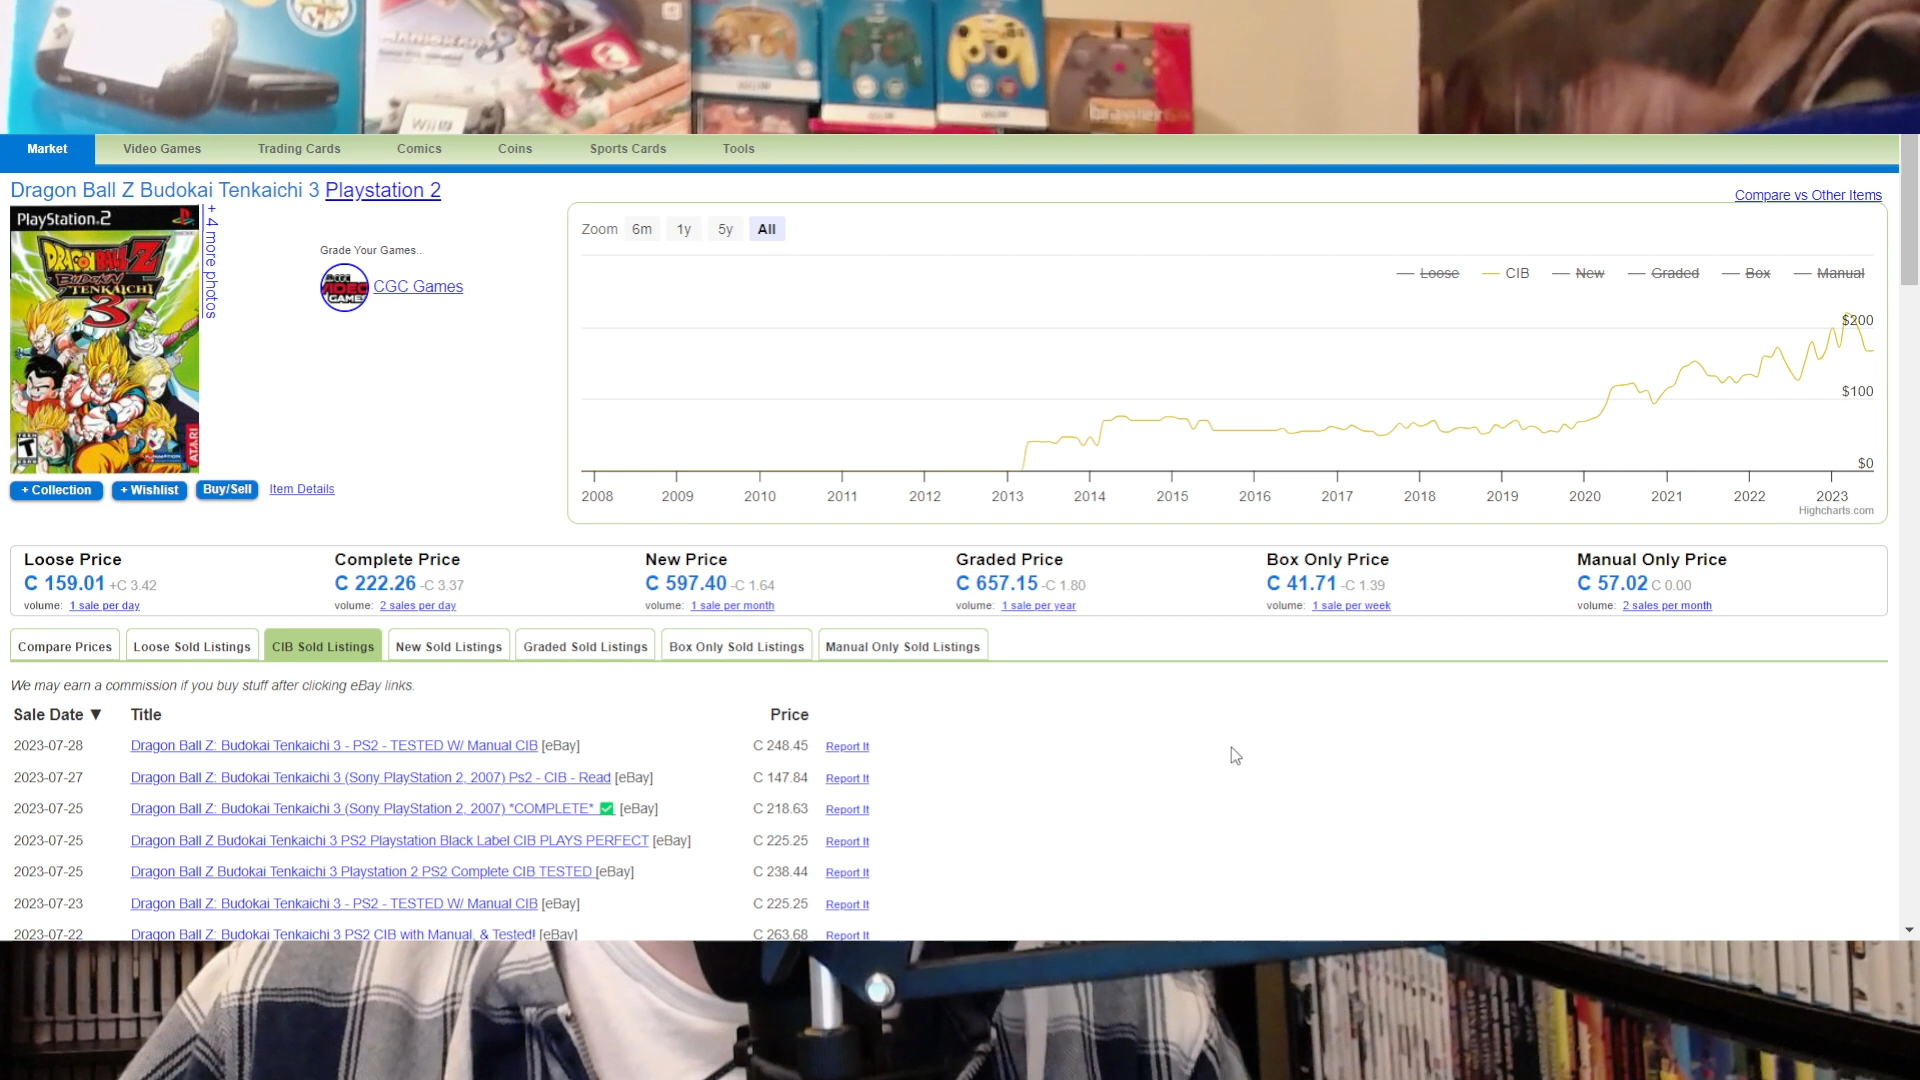 MARIOKART 8
Wii U
Market Video Games Trading Cards Comics Coins Sports Cards Tools
Dragon Ball Z Budokai Tenkaichi 3 Playstation 2
Compare vs Other Items
PlayStation.2
DRAGON BALL Z
BUDOKAI
TENKAICHI
3
ATARI
+ 4 more photos
Grade Your Games..
VIDEO
GAMES
CGC Games
+ Collection + Wishlist Buy/Sell Item Details
Zoom 6m 1y 5y All
Loose CIB New Graded Box Manual
$200
$100
$0
2008 2009 2010 2011 2012 2013 2014 2015 2016 2017 2018 2019 2020 2021 2022 2023
Highcharts.com
Loose Price Complete Price New Price Graded Price Box Only Price Manual Only Price
C 159.01 +C 3.42 C 222.26 -C 3.37 C 597.40 -C 1.64 C 657.15 -C 1.80 C 41.71 -C 1.39 C 57.02 C 0.00
volume: 1 sale per day volume: 2 sales per day volume: 1 sale per month volume: 1 sale per year volume: 1 sale per week volume: 2 sales per month
Compare Prices Loose Sold Listings CIB Sold Listings New Sold Listings Graded Sold Listings Box Only Sold Listings Manual Only Sold Listings
We may earn a commission if you buy stuff after clicking eBay links.
Sale Date ▼ Title Price
2023-07-28 Dragon Ball Z: Budokai Tenkaichi 3 - PS2 - TESTED W/ Manual CIB [eBay] C 248.45 Report It
2023-07-27 Dragon Ball Z: Budokai Tenkaichi 3 (Sony PlayStation 2, 2007) Ps2 - CIB - Read [eBay] C 147.84 Report It
2023-07-25 Dragon Ball Z: Budokai Tenkaichi 3 (Sony PlayStation 2, 2007) *COMPLETE* ✅ [eBay] C 218.63 Report It
2023-07-25 Dragon Ball Z Budokai Tenkaichi 3 PS2 Playstation Black Label CIB PLAYS PERFECT [eBay] C 225.25 Report It
2023-07-25 Dragon Ball Z Budokai Tenkaichi 3 Playstation 2 PS2 Complete CIB TESTED [eBay] C 238.44 Report It
2023-07-23 Dragon Ball Z: Budokai Tenkaichi 3 - PS2 - TESTED W/ Manual CIB [eBay] C 225.25 Report It
2023-07-22 Dragon Ball Z: Budokai Tenkaichi 3 PS2 CIB with Manual, & Tested! [eBay] C 263.68 Report It